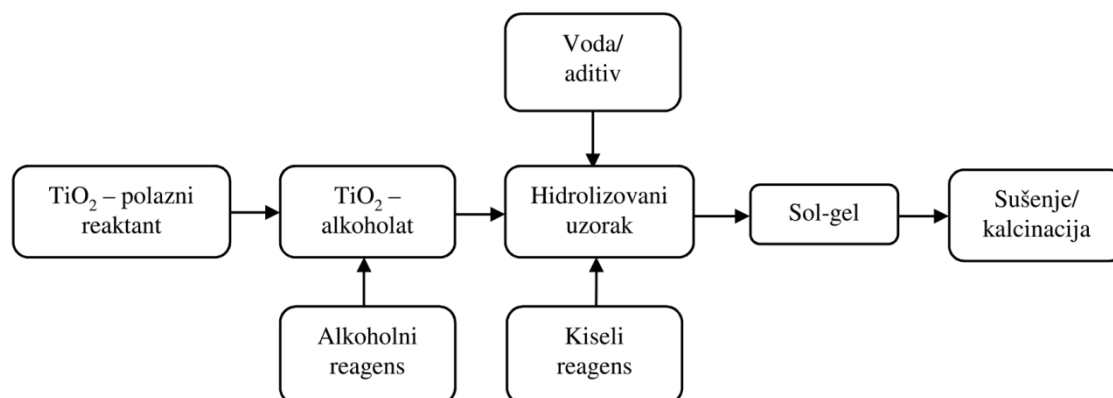 Voda/
aditiv
TiO₂ – polazni
reaktant
TiO₂ –
alkoholat
Hidrolizovani
uzorak
Sol-gel
Sušenje/
kalcinacija
Alkoholni
reagens
Kiseli
reagens